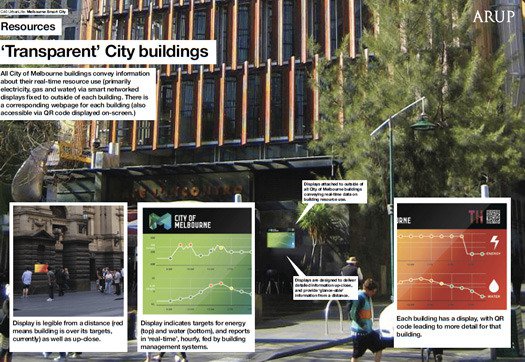 C40 UrbanLife Melbourne Smart City
ARUP
Resources
‘Transparent’ City buildings
All City of Melbourne buildings convey information
about their real-time resource use (primarily
electricity, gas and water) via smart networked
displays fixed to outside of each building. There is
a corresponding webpage for each building (also
accessible via QR code displayed on-screen.)
Displays attached to outside of
all City of Melbourne buildings
conveying real-time data on
building resource use.
Displays are designed to deliver
detailed information up-close,
and provide ‘glance-able’
information from a distance.
Display is legible from a distance (red
means building is over its targets,
currently) as well as up-close.
CITY OF
MELBOURNE
Display indicates targets for energy
(top) and water (bottom), and reports
in ‘real-time’, hourly, fed by building
management systems.
URNE
TH
ENERGY
WATER
Each building has a display, with QR
code leading to more detail for that
building.